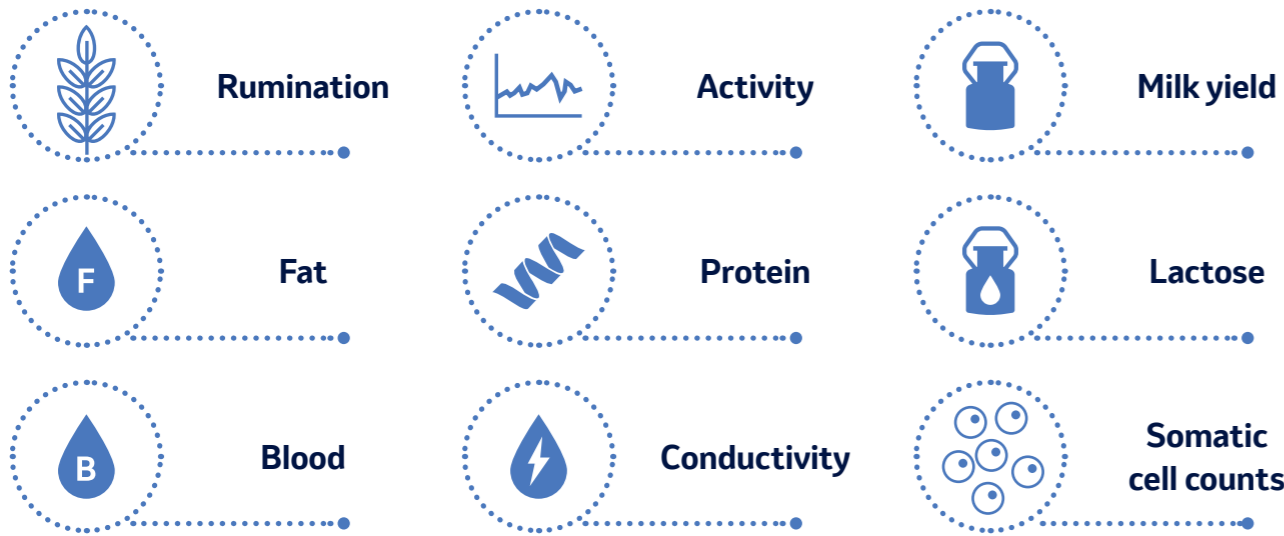 Rumination
Activity
Milk yield
F
Fat
Protein
Lactose
B
Blood
Conductivity
Somatic
cell counts